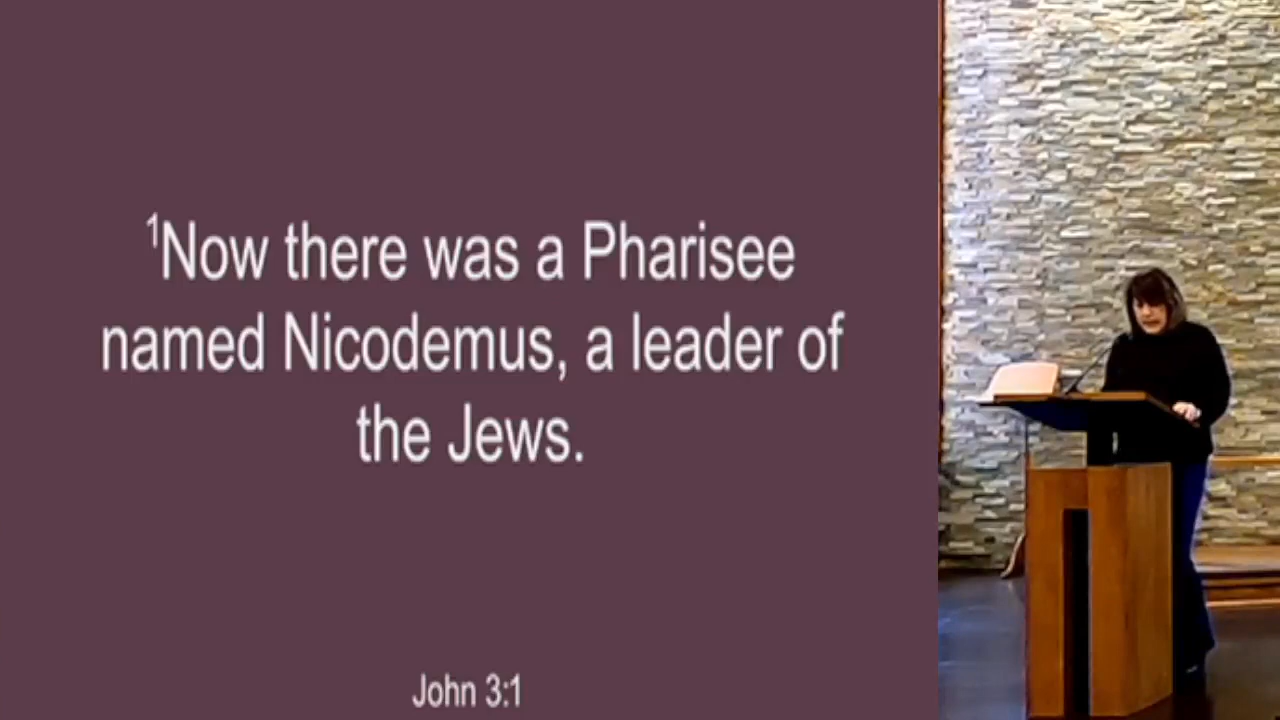 ¹Now there was a Pharisee
named Nicodemus, a leader of
the Jews.
John 3:1